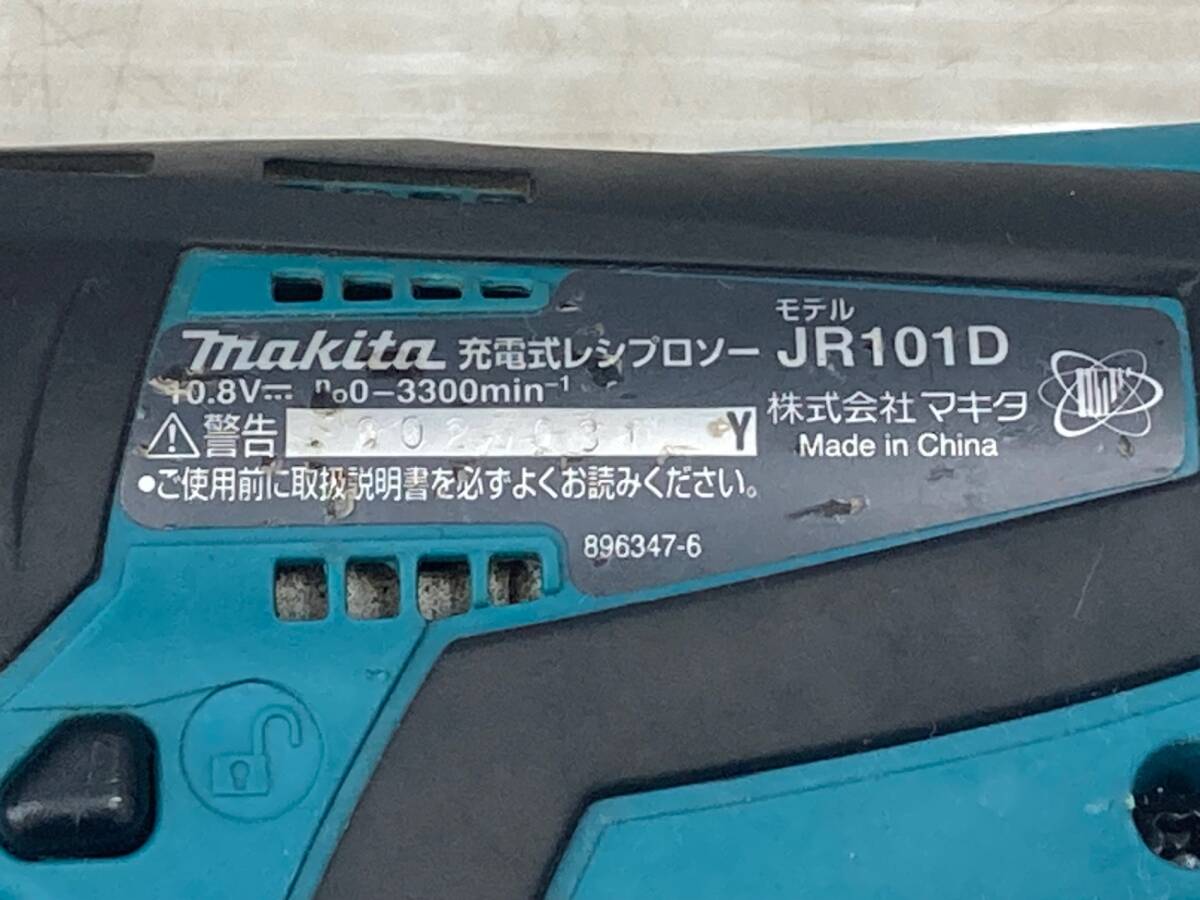 モデル
makita 充電式レシプロソー JR101D
10.8V⎓ n₀0-3300min⁻¹
警告 Y 株式会社マキタ
Made in China
●ご使用前に取扱説明書を必ずよくお読みください。
896347-6